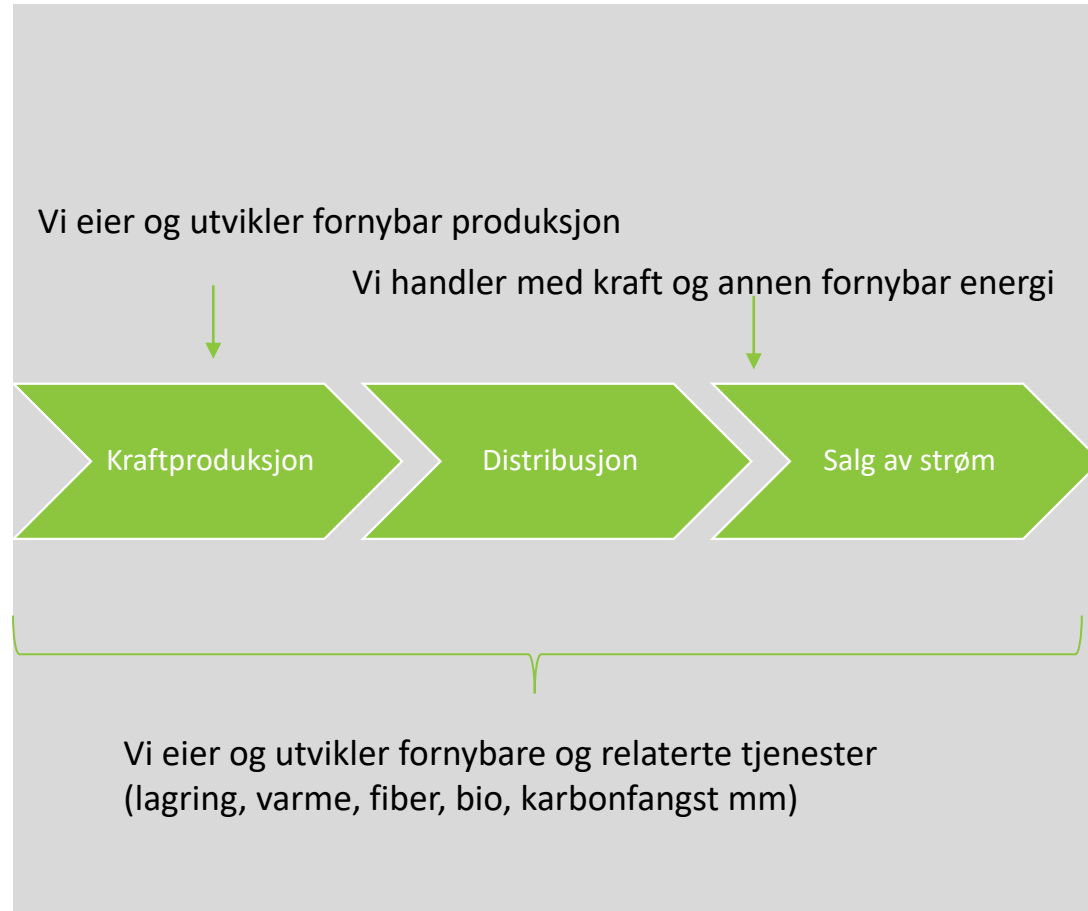 Vi eier og utvikler fornybar produksjon
Vi handler med kraft og annen fornybar energi
Kraftproduksjon
Distribusjon
Salg av strøm
Vi eier og utvikler fornybare og relaterte tjenester
(lagring, varme, fiber, bio, karbonfangst mm)